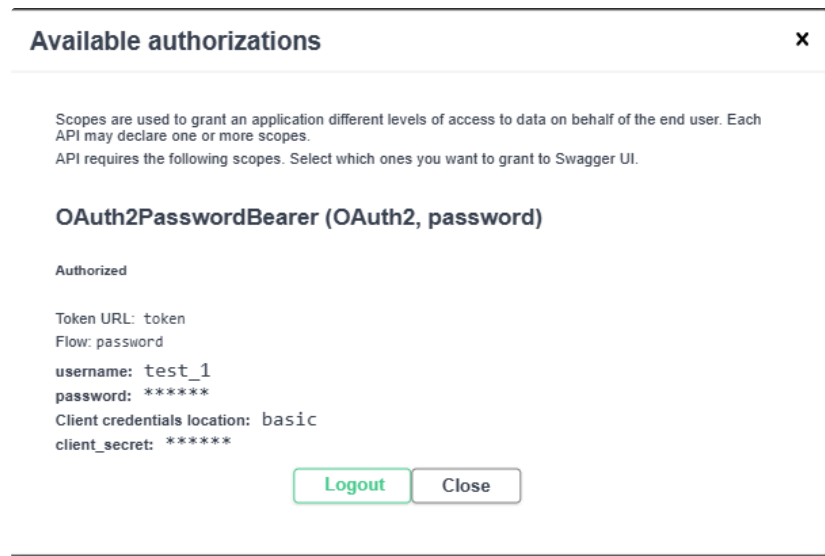 Available authorizations
×
Scopes are used to grant an application different levels of access to data on behalf of the end user. Each
API may declare one or more scopes.
API requires the following scopes. Select which ones you want to grant to Swagger UI.
OAuth2PasswordBearer (OAuth2, password)
Authorized
Token URL: token
Flow: password
username: test_1
password: ******
Client credentials location: basic
client_secret: ******
Logout Close